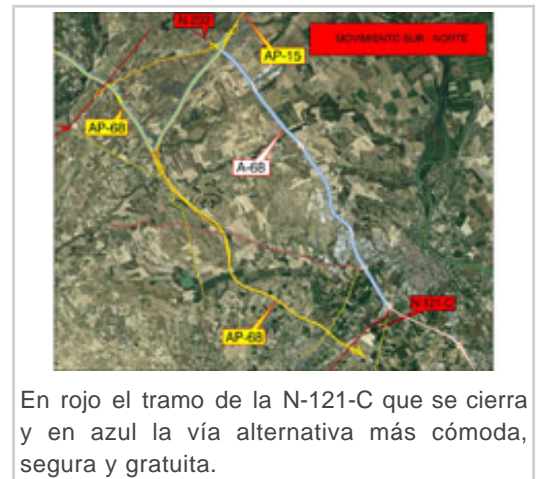 N-232
MOVIMIENTO SUR - NORTE
AP-15
AP-68
A-68
N-121-C
AP-68
En rojo el tramo de la N-121-C que se cierra
y en azul la vía alternativa más cómoda,
segura y gratuita.